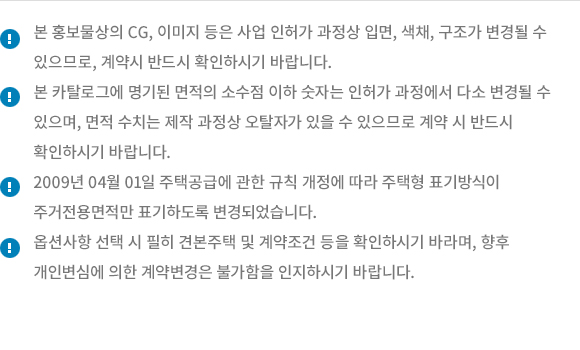 본 홍보물상의 CG, 이미지 등은 사업 인허가 과정상 입면, 색채, 구조가 변경될 수
있으므로, 계약시 반드시 확인하시기 바랍니다.
본 카탈로그에 명기된 면적의 소수점 이하 숫자는 인허가 과정에서 다소 변경될 수
있으며, 면적 수치는 제작 과정상 오탈자가 있을 수 있으므로 계약 시 반드시
확인하시기 바랍니다.
2009년 04월 01일 주택공급에 관한 규칙 개정에 따라 주택형 표기방식이
주거전용면적만 표기하도록 변경되었습니다.
옵션사항 선택 시 필히 견본주택 및 계약조건 등을 확인하시기 바라며, 향후
개인변심에 의한 계약변경은 불가함을 인지하시기 바랍니다.